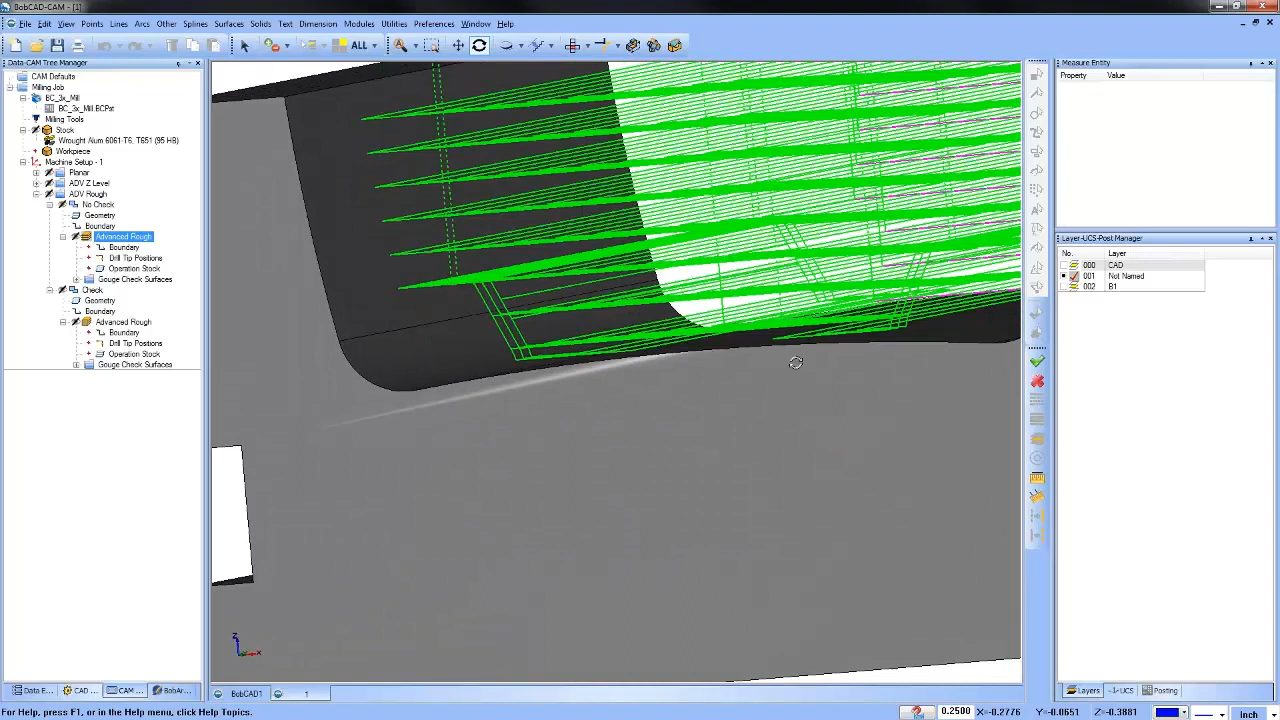 BobCAD-CAM - [1]
File Edit View Points Lines Arcs Other Splines Surfaces Solids Text Dimension Modules Utilities Preferences Window Help
ALL
Data-CAM Tree Manager
CAM Defaults
Milling Job
BC_3x_Mill
BC_3x_Mill.BCPst
Milling Tools
Stock
Wrought Alum 6061-T6, T651 (95 HB)
Workpiece
Machine Setup - 1
Planar
ADV Z Level
ADV Rough
No Check
Geometry
Boundary
Advanced Rough
Boundary
Drill Tip Positions
Operation Stock
Gouge Check Surfaces
Check
Geometry
Boundary
Advanced Rough
Boundary
Drill Tip Positions
Operation Stock
Gouge Check Surfaces
Data E... CAD ... CAM ... BobAr...
Z
X
BobCAD1 1
Measure Entity
Property Value
Layer-UCS-Post Manager
No. Layer
000 CAD
001 Not Named
002 B1
Layers UCS Posting
For Help, press F1, or in the Help menu, click Help Topics.
0.2500 X=-0.2776 Y=-0.0651 Z=-0.3881 Inch